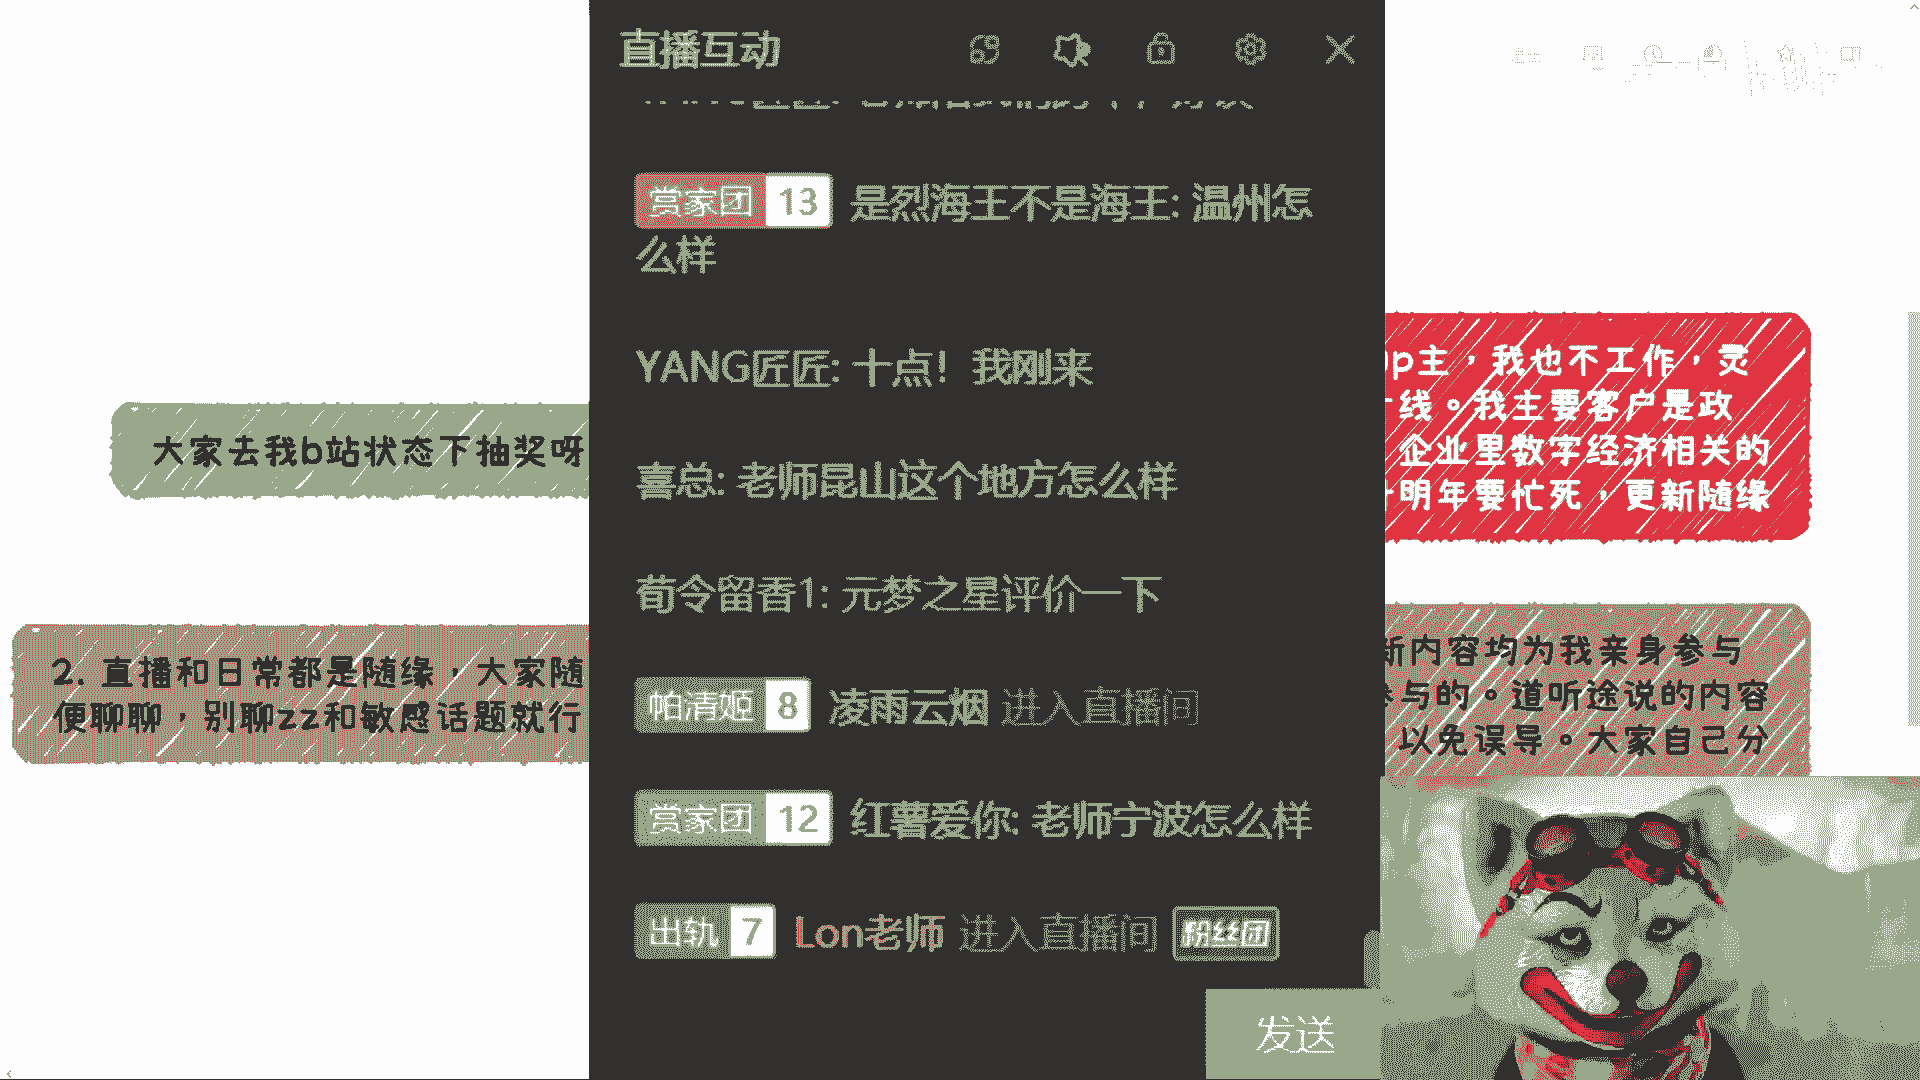 直播互动
赏家团 13 是烈海王不是海王: 温州怎
么样
YANG匠匠: 十点！我刚来
喜总: 老师昆山这个地方怎么样
荀令留香1: 元梦之星评价一下
帕清姬 8 凌雨云烟 进入直播间
赏家团 12 红薯爱你: 老师宁波怎么样
出轨 7 Lon老师 进入直播间 粉丝团
发送
大家去我b站状态下抽奖呀
2. 直播和日常都是随缘，大家随
便聊聊，别聊zz和敏感话题就行
p主，我也不工作，灵
线。我主要客户是政
企业里数字经济相关的
明年要忙死，更新随缘
新内容均为我亲身参与
参与的。道听途说的内容
以免误导。大家自己分